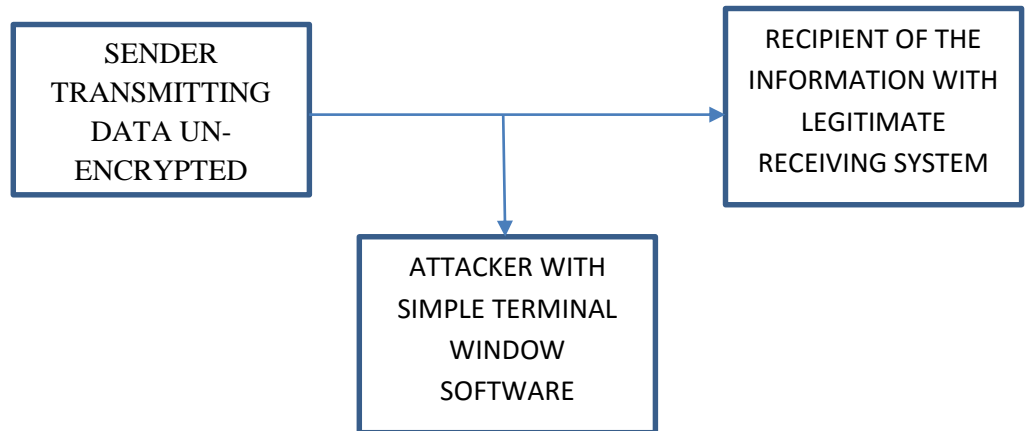 SENDER
TRANSMITTING
DATA UN-
ENCRYPTED
RECIPIENT OF THE
INFORMATION WITH
LEGITIMATE
RECEIVING SYSTEM
ATTACKER WITH
SIMPLE TERMINAL
WINDOW
SOFTWARE